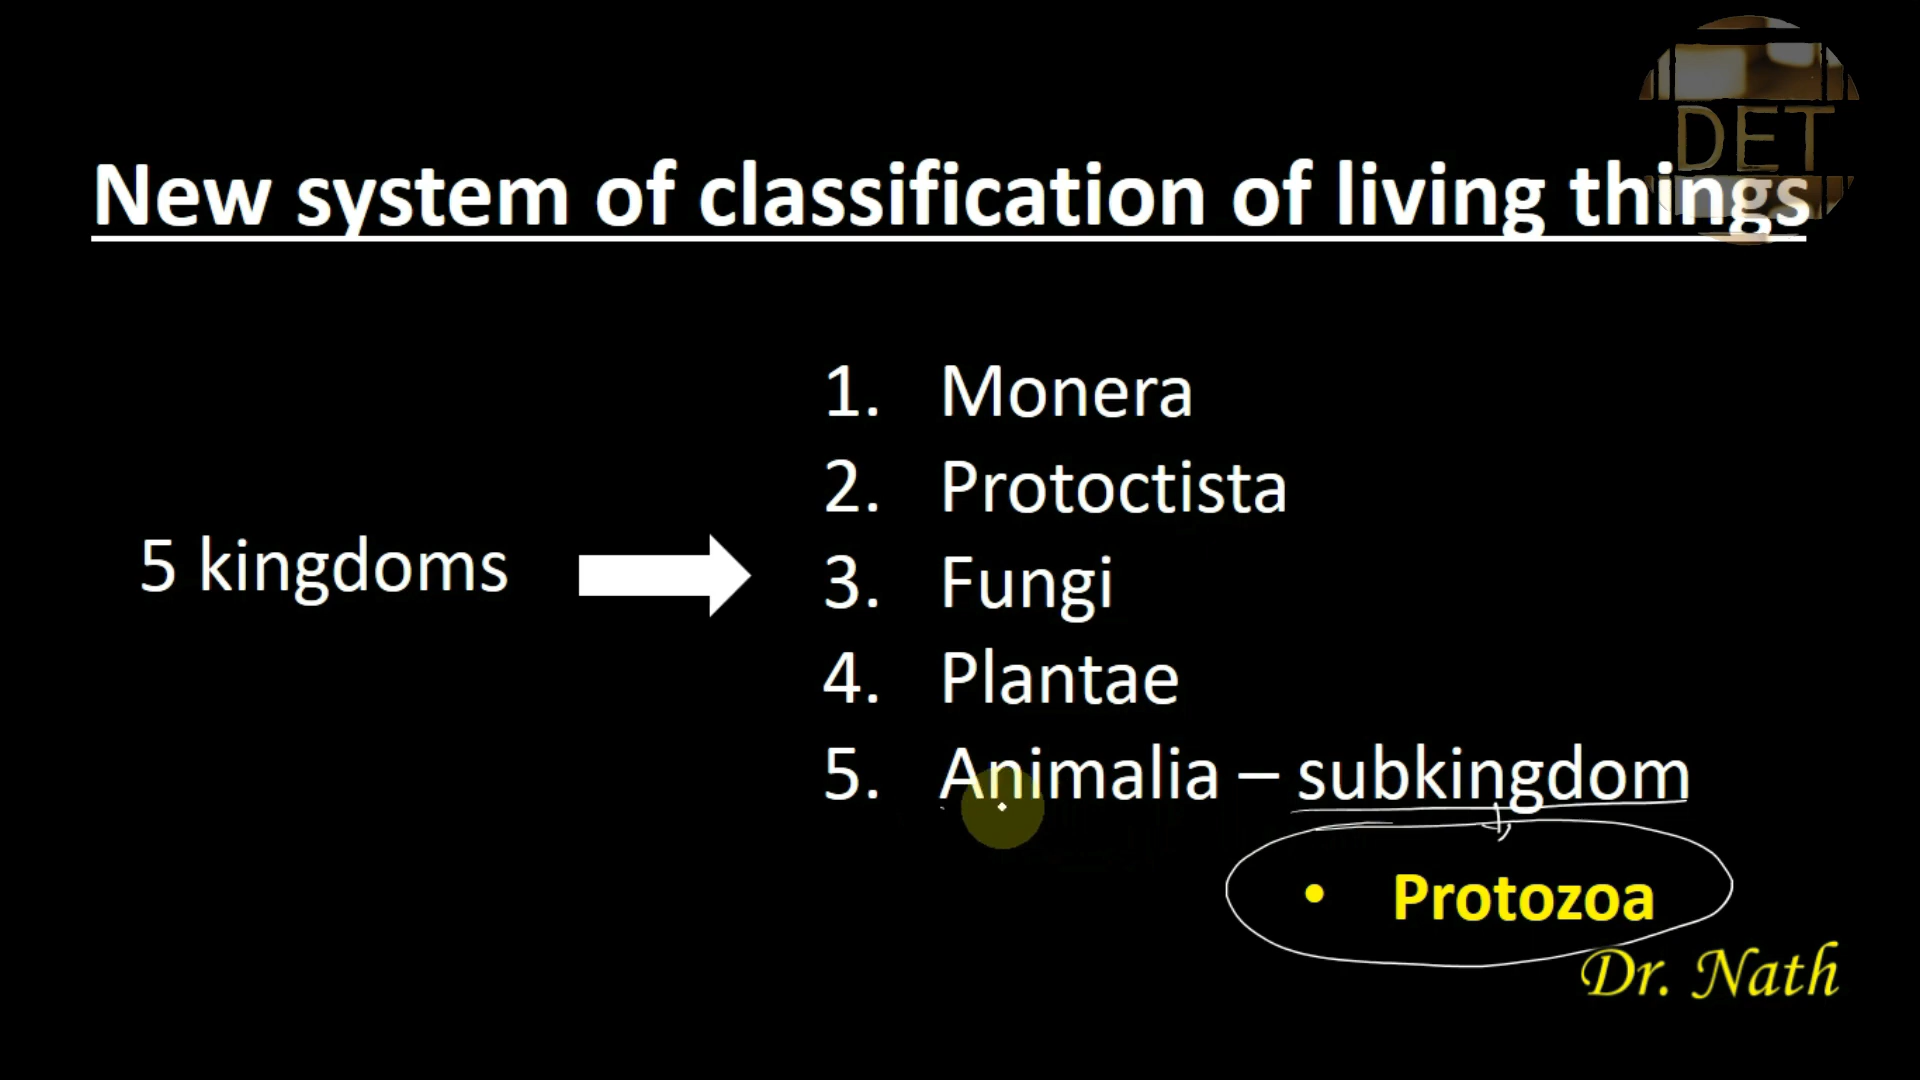 DET
New system of classification of living things
5 kingdoms
1. Monera
2. Protoctista
3. Fungi
4. Plantae
5. Animalia – subkingdom
• Protozoa
Dr. Nath